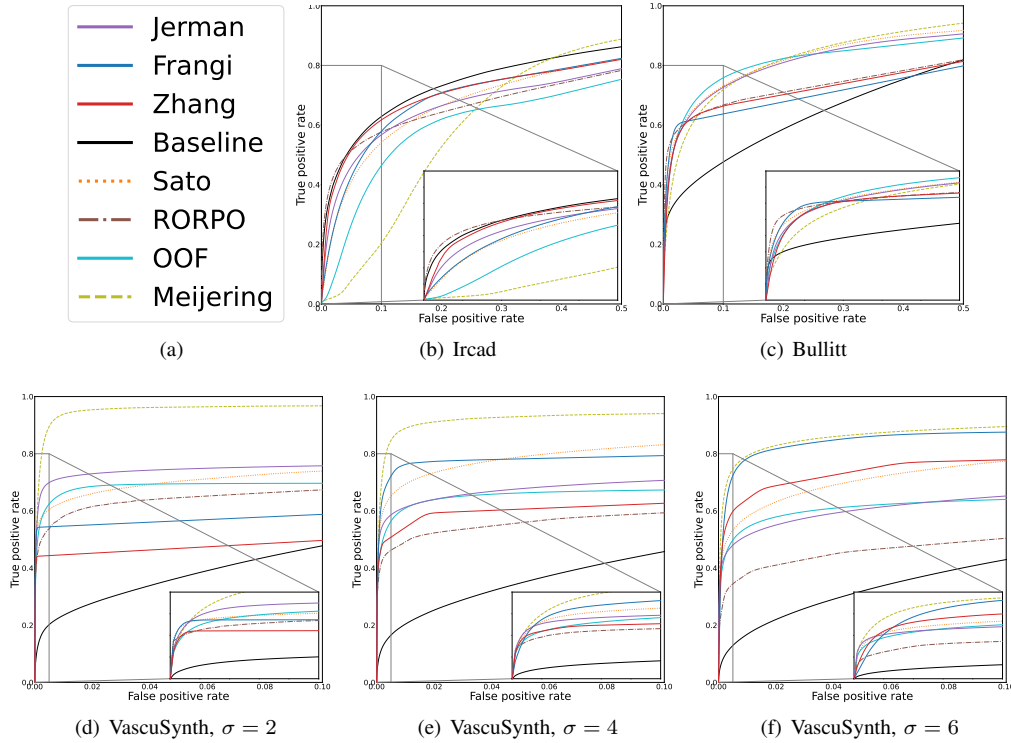 Jerman
Frangi
Zhang
Baseline
Sato
RORPO
OOF
Meijering
(a)
True positive rate
1.0
0.8
0.6
0.4
0.2
0.0
0.0 0.1 0.2 0.3 0.4 0.5
False positive rate
(b) Ircad
True positive rate
1.0
0.8
0.6
0.4
0.2
0.0
0.0 0.1 0.2 0.3 0.4 0.5
False positive rate
(c) Bullitt
True positive rate
1.0
0.8
0.6
0.4
0.2
0.0
0.00 0.02 0.04 0.06 0.08 0.10
False positive rate
(d) VascuSynth, σ = 2
True positive rate
1.0
0.8
0.6
0.4
0.2
0.0
0.00 0.02 0.04 0.06 0.08 0.10
False positive rate
(e) VascuSynth, σ = 4
True positive rate
1.0
0.8
0.6
0.4
0.2
0.0
0.00 0.02 0.04 0.06 0.08 0.10
False positive rate
(f) VascuSynth, σ = 6